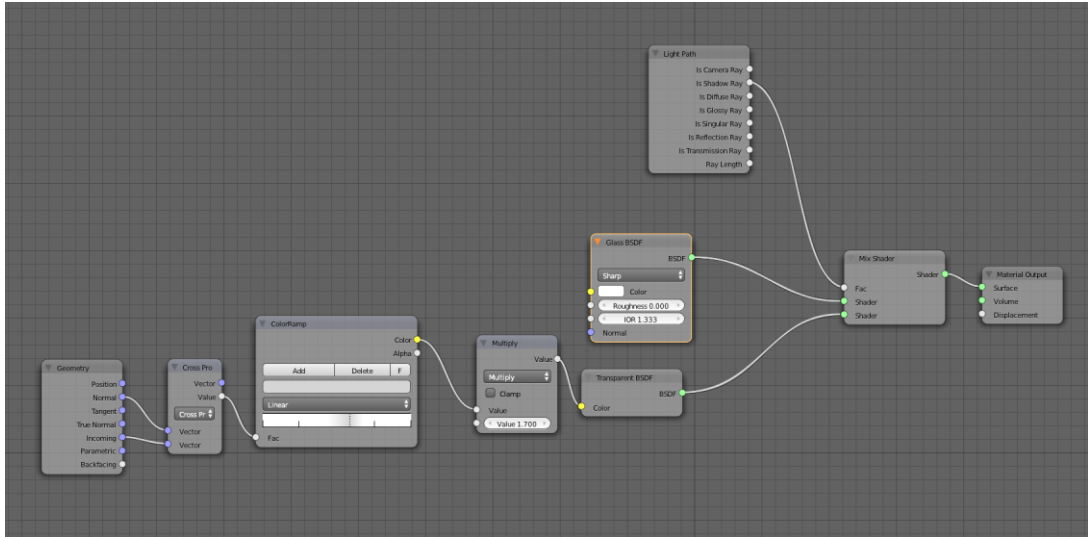 Light Path
Is Camera Ray
Is Shadow Ray
Is Diffuse Ray
Is Glossy Ray
Is Singular Ray
Is Reflection Ray
Is Transmission Ray
Ray Length
Glass BSDF
BSDF
Sharp
Color
Roughness 0.000
IOR 1.333
Normal
Mix Shader
Shader
Fac
Shader
Shader
Material Output
Surface
Volume
Displacement
Geometry
Position
Normal
Tangent
True Normal
Incoming
Parametric
Backfacing
Cross Pro
Vector
Value
Cross Pr
Vector
Vector
ColorRamp
Color
Alpha
Add Delete F
Linear
Fac
Multiply
Value
Multiply
Clamp
Value
Value 1.700
Transparent BSDF
BSDF
Color